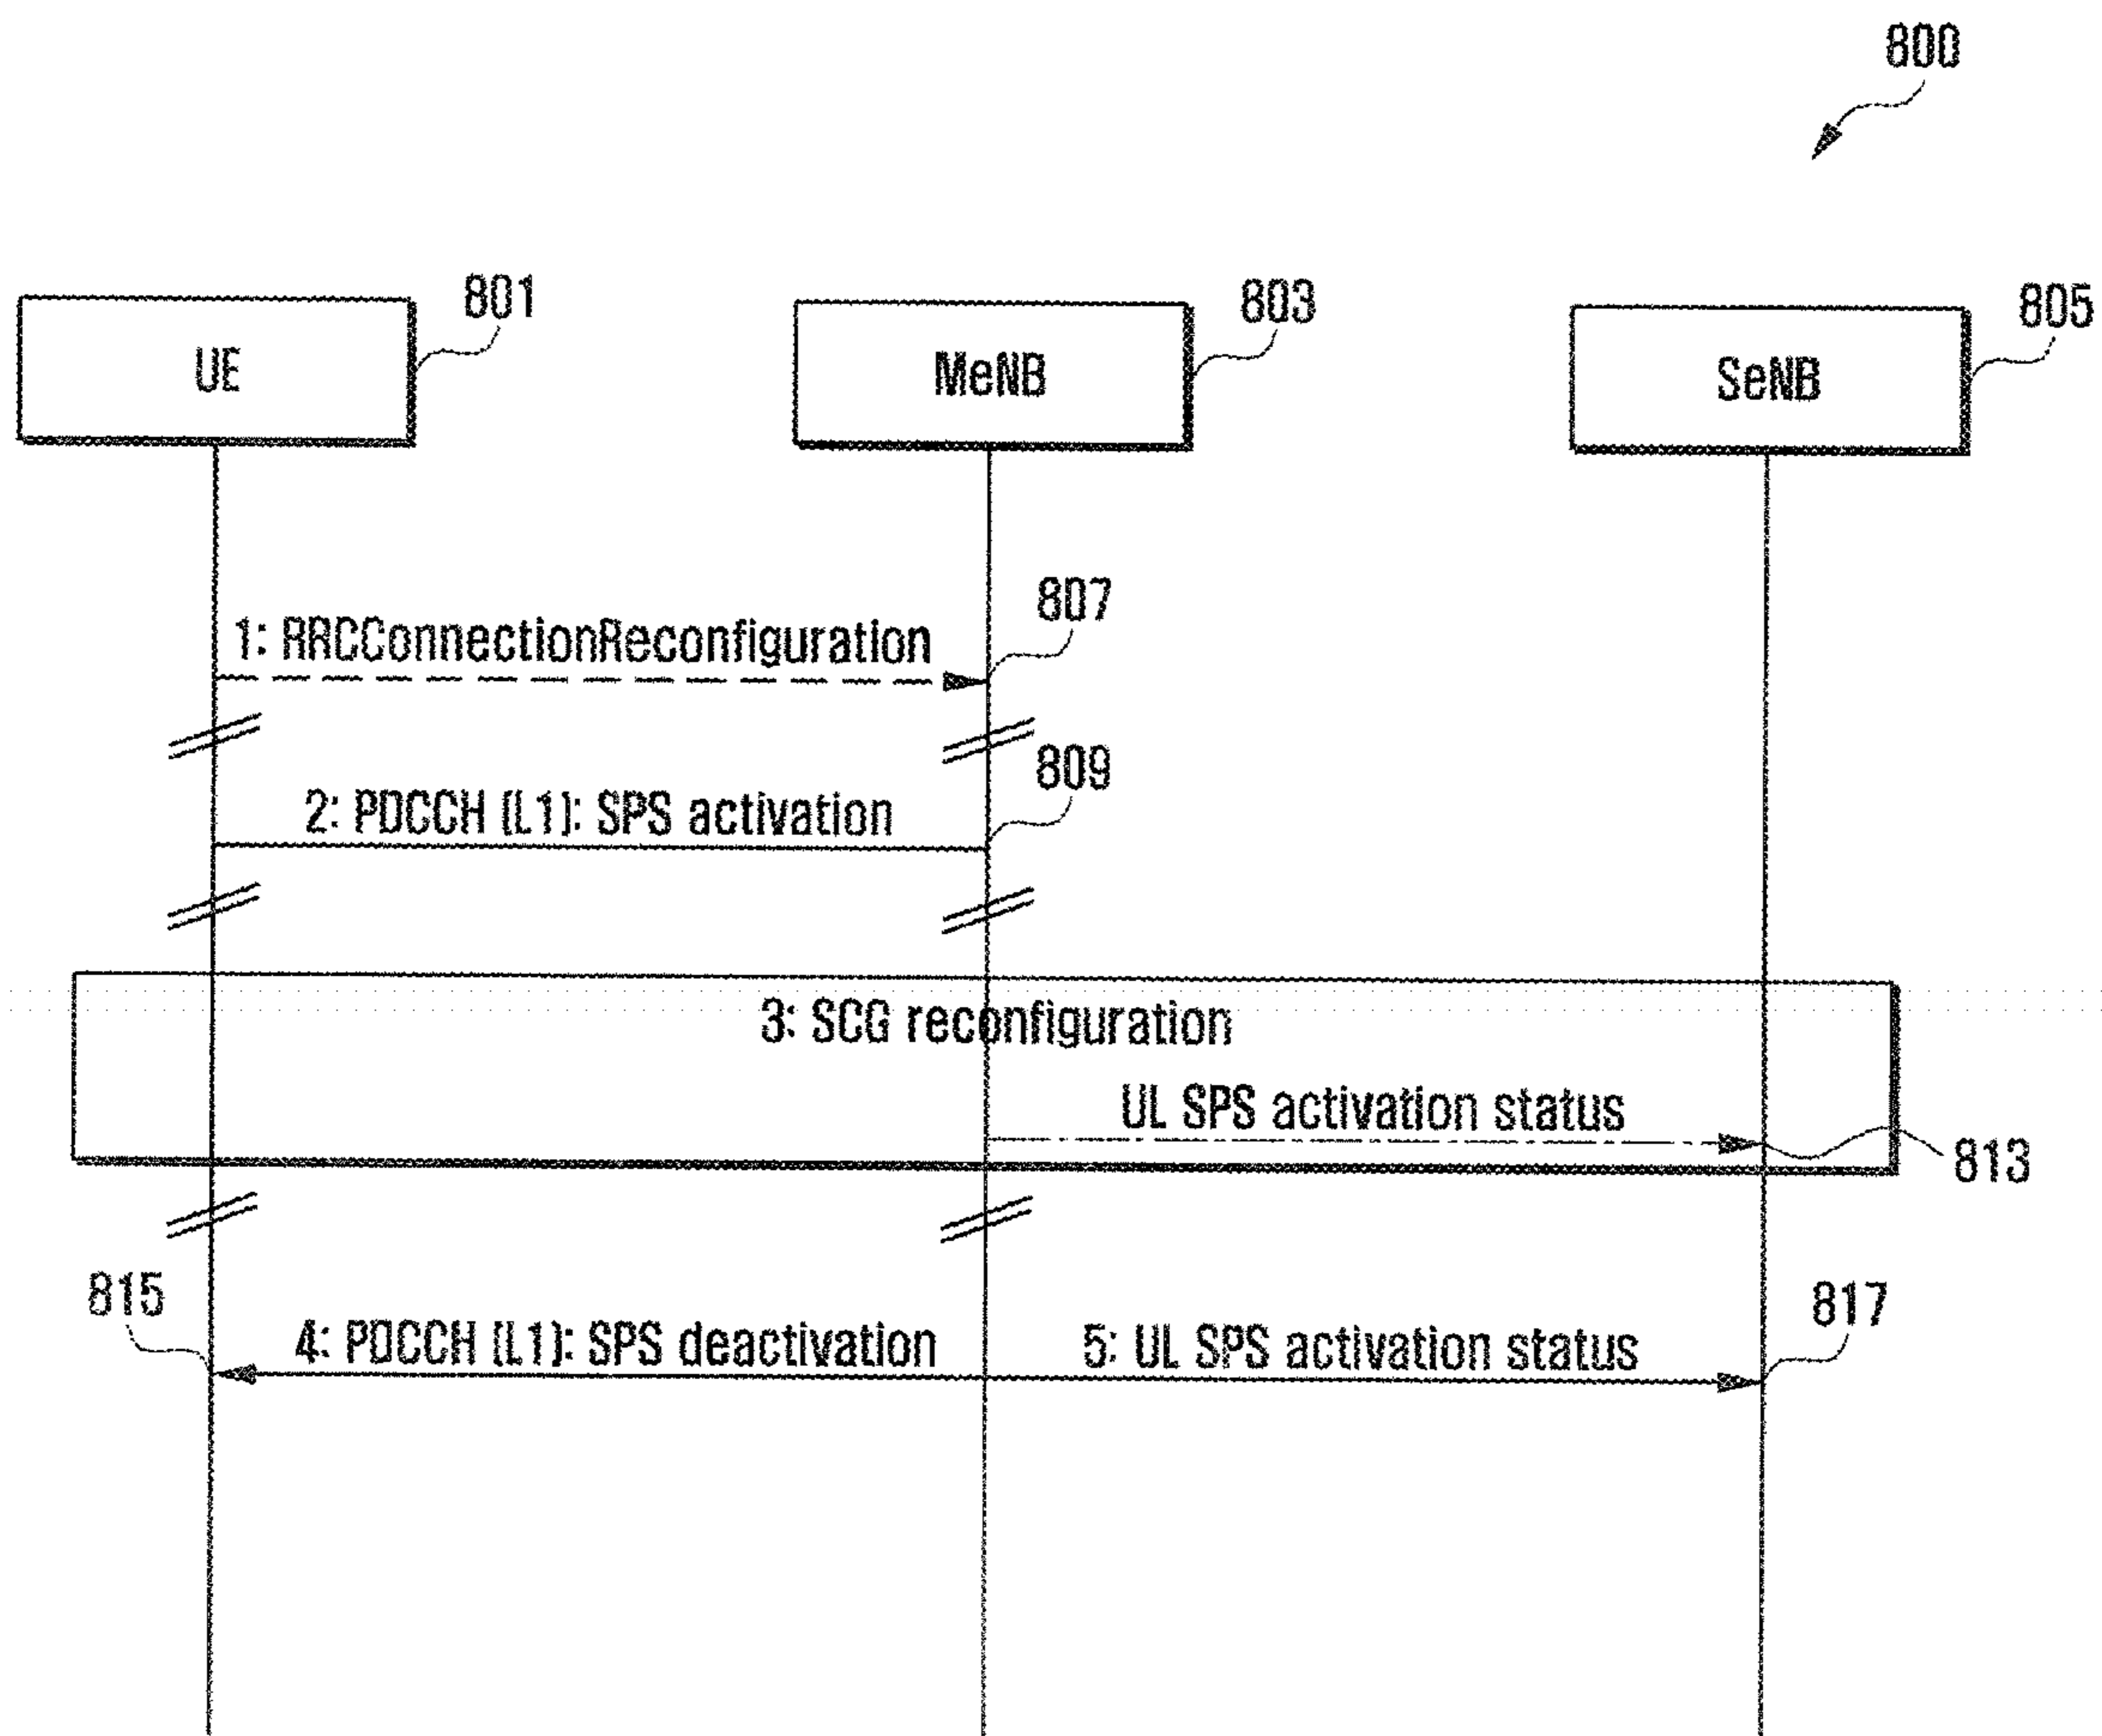 800
801
803
805
UE
MeNB
SeNB
807
1: RRCConnectionReconfiguration
809
2: PDCCH (L1): SPS activation
3: SCG reconfiguration
UL SPS activation status
813
815
817
4: PDCCH (L1): SPS deactivation
5: UL SPS activation status